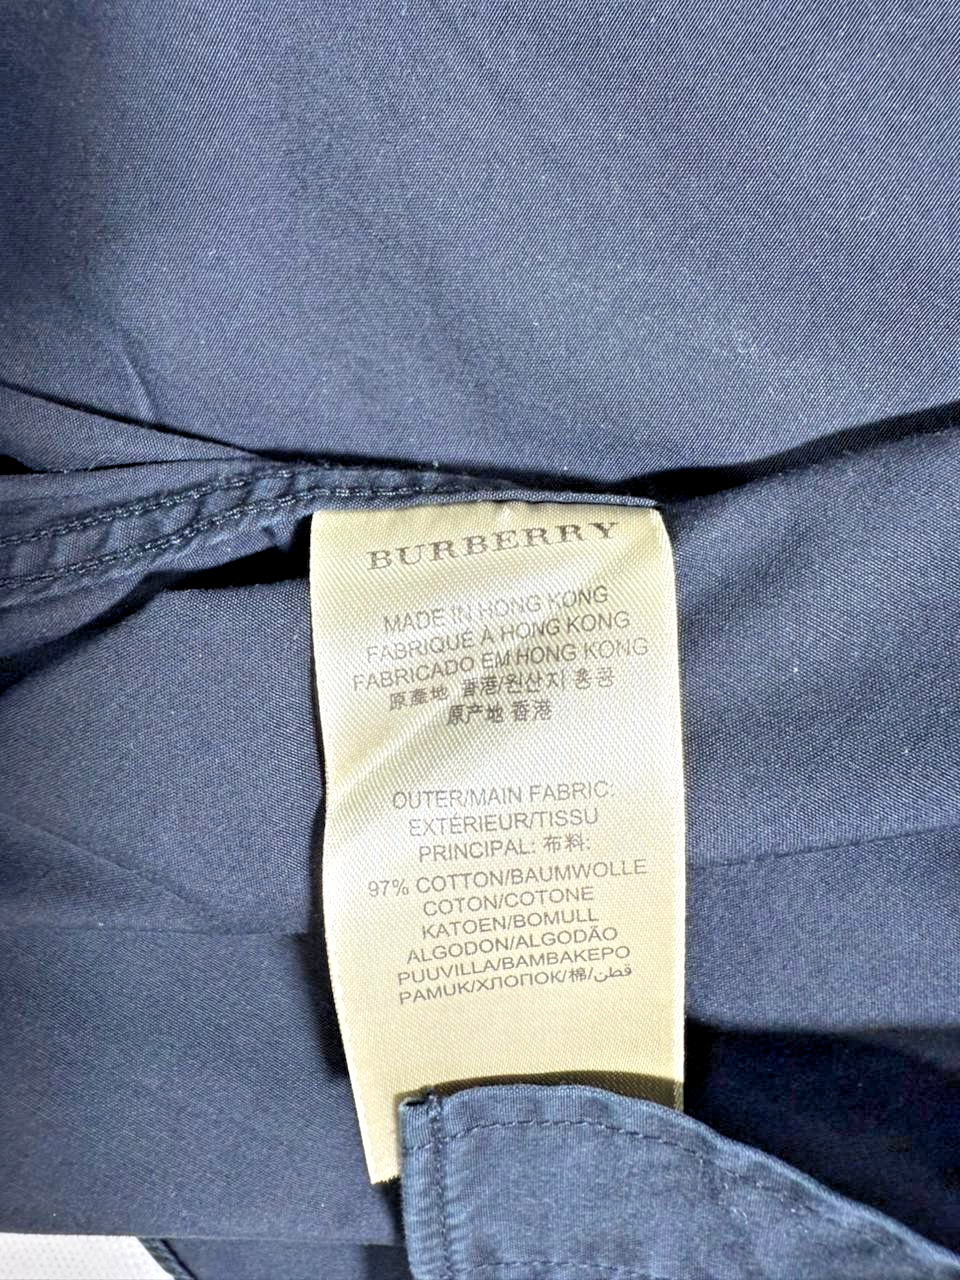 BURBERRY
MADE IN HONG KONG
FABRIQUÉ À HONG KONG
FABRICADO EM HONG KONG
原產地 香港/원산지 홍콩
原产地 香港
OUTER/MAIN FABRIC:
EXTÉRIEUR/TISSU
PRINCIPAL: 布料:
97% COTTON/BAUMWOLLE
COTON/COTONE
KATOEN/BOMULL
ALGODON/ALGODÃO
PUUVILLA/ΒΑΜΒΑΚΕΡΟ
PAMUK/ХЛОПОК/棉/قطن